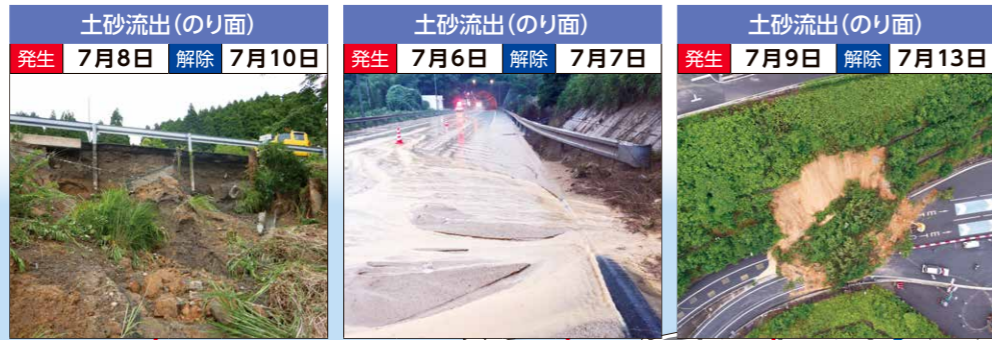 土砂流出(のり面)
発生 7月8日 解除 7月10日
土砂流出(のり面)
発生 7月6日 解除 7月7日
土砂流出(のり面)
発生 7月9日 解除 7月13日